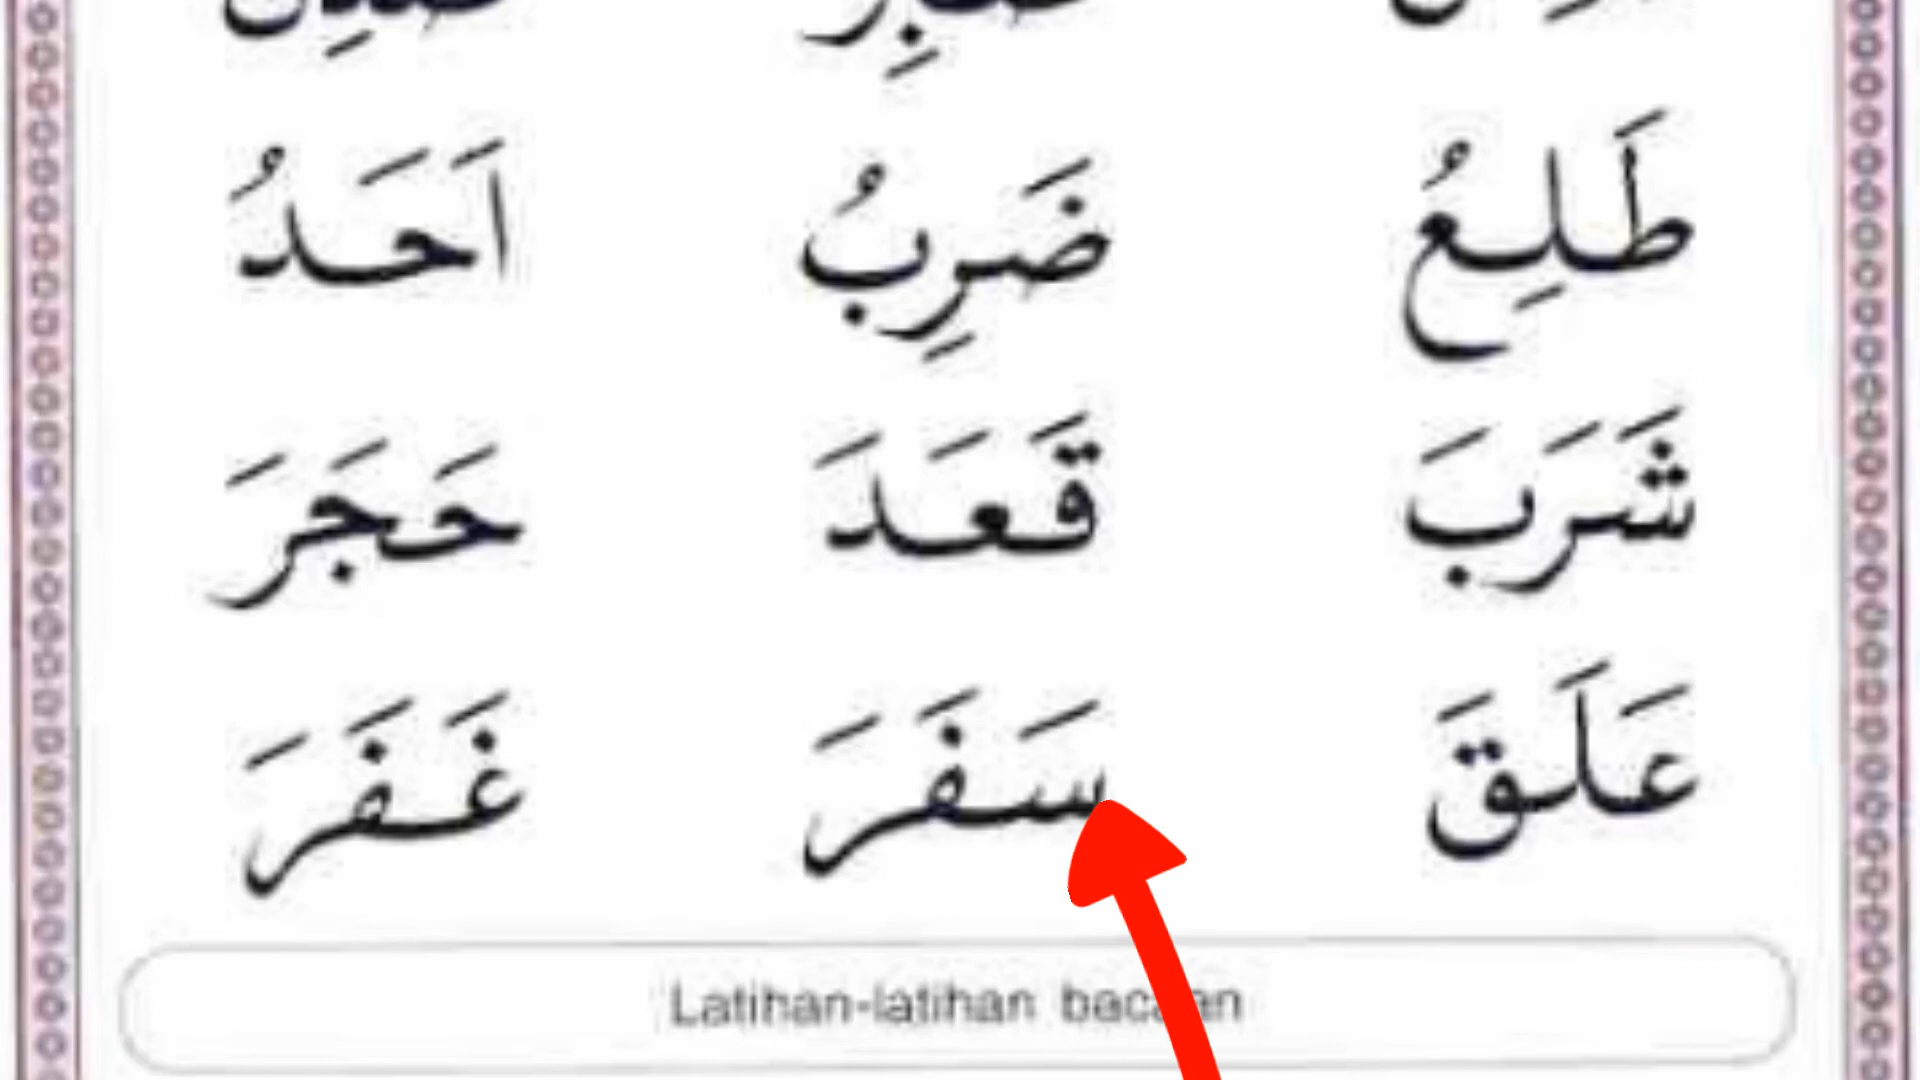 طَلِعُ ضَرِبُ اَحَدُ
شَرَبَ قَعَدَ حَجَرَ
عَلَقَ سَفَرَ غَفَرَ
Latihan-latihan bacaan